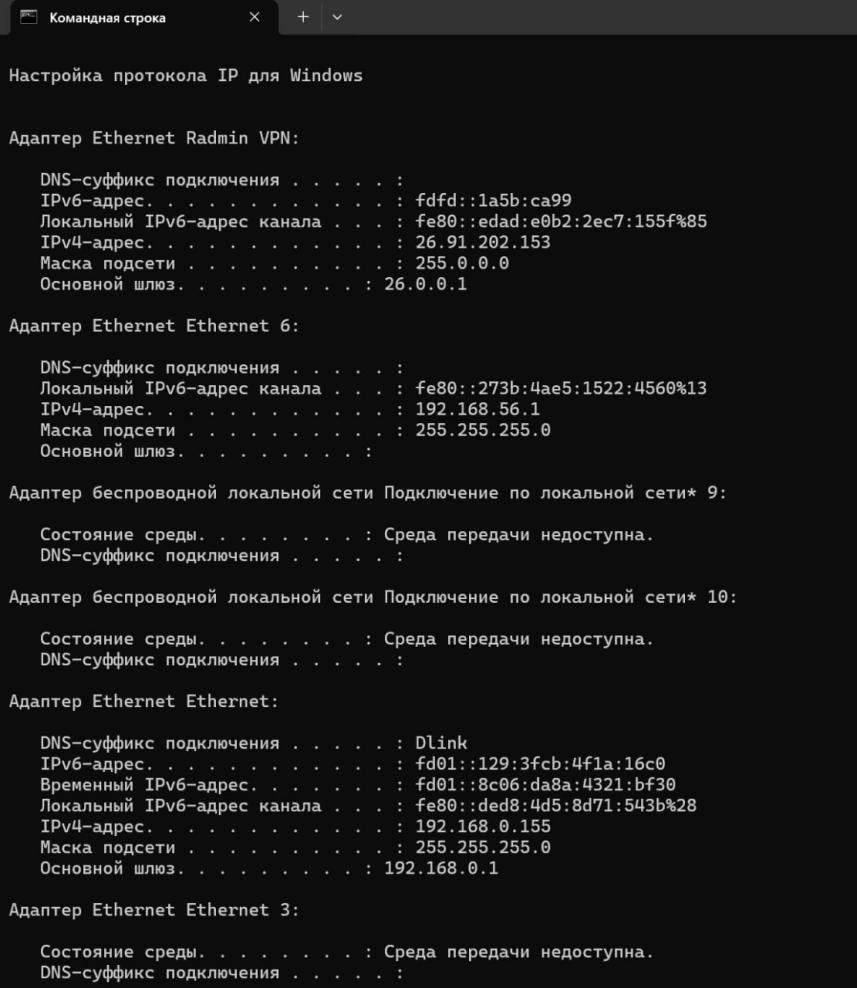 Командная строка
Настройка протокола IP для Windows
Адаптер Ethernet Radmin VPN:
DNS-суффикс подключения . . . . . :
IPv6-адрес. . . . . . . . . . . . : fdfd::1a5b:ca99
Локальный IPv6-адрес канала . . . : fe80::edad:e0b2:2ec7:155f%85
IPv4-адрес. . . . . . . . . . . . : 26.91.202.153
Маска подсети . . . . . . . . . . : 255.0.0.0
Основной шлюз. . . . . . . . . : 26.0.0.1
Адаптер Ethernet Ethernet 6:
DNS-суффикс подключения . . . . . :
Локальный IPv6-адрес канала . . . : fe80::273b:4ae5:1522:4560%13
IPv4-адрес. . . . . . . . . . . . : 192.168.56.1
Маска подсети . . . . . . . . . . : 255.255.255.0
Основной шлюз. . . . . . . . . :
Адаптер беспроводной локальной сети Подключение по локальной сети* 9:
Состояние среды. . . . . . . . : Среда передачи недоступна.
DNS-суффикс подключения . . . . . :
Адаптер беспроводной локальной сети Подключение по локальной сети* 10:
Состояние среды. . . . . . . . : Среда передачи недоступна.
DNS-суффикс подключения . . . . . :
Адаптер Ethernet Ethernet:
DNS-суффикс подключения . . . . . : Dlink
IPv6-адрес. . . . . . . . . . . . : fd01::129:3fcb:4f1a:16c0
Временный IPv6-адрес. . . . . . . : fd01::8c06:da8a:4321:bf30
Локальный IPv6-адрес канала . . . : fe80::ded8:4d5:8d71:543b%28
IPv4-адрес. . . . . . . . . . . . : 192.168.0.155
Маска подсети . . . . . . . . . . : 255.255.255.0
Основной шлюз. . . . . . . . . : 192.168.0.1
Адаптер Ethernet Ethernet 3:
Состояние среды. . . . . . . . : Среда передачи недоступна.
DNS-суффикс подключения . . . . . :